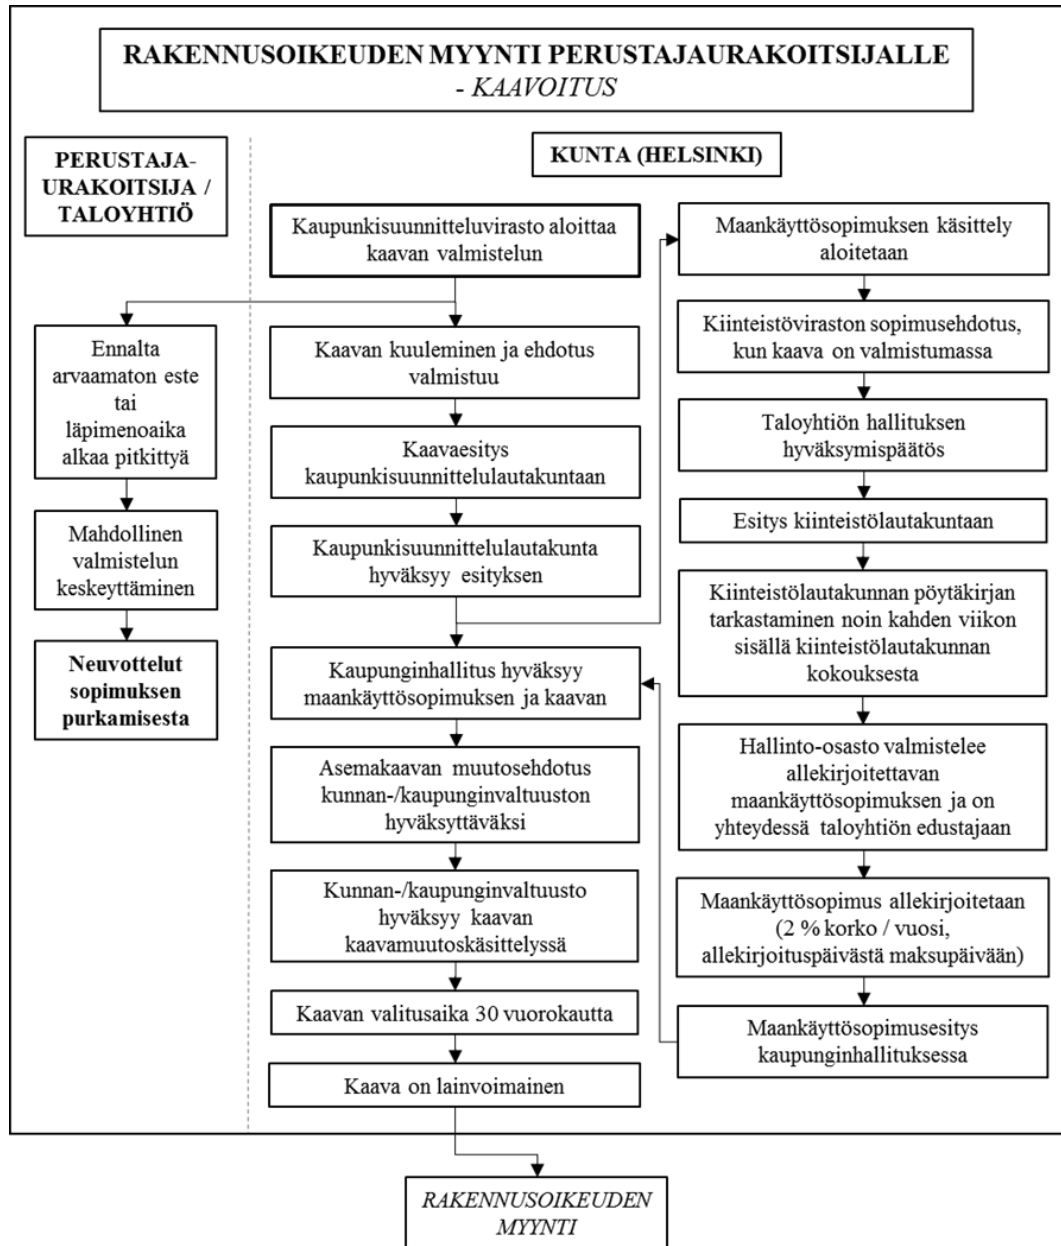 RAKENNUSOIKEUDEN MYYNTI PERUSTAJAURAKOITSIJALLE
- KAAVOITUS
PERUSTAJA-
URAKOITSIJA /
TALOYHTIÖ
Ennalta
arvaamaton este
tai
läpimenoaika
alkaa pitkittyä
Mahdollinen
valmistelun
keskeyttäminen
Neuvottelut
sopimuksen
purkamisesta
KUNTA (HELSINKI)
Kaupunkisuunnitteluvirasto aloittaa
kaavan valmistelun
Kaavan kuuleminen ja ehdotus
valmistuu
Kaavaesitys
kaupunkisuunnittelulautakuntaan
Kaupunkisuunnittelulautakunta
hyväksyy esityksen
Kaupunginhallitus hyväksyy
maankäyttösopimuksen ja kaavan
Asemakaavan muutosehdotus
kunnan-/kaupunginvaltuuston
hyväksyttäväksi
Kunnan-/kaupunginvaltuusto
hyväksyy kaavan
kaavamuutoskäsittelyssä
Kaavan valitusaika 30 vuorokautta
Kaava on lainvoimainen
Maankäyttösopimuksen käsittely
aloitetaan
Kiinteistöviraston sopimusehdotus,
kun kaava on valmistumassa
Taloyhtiön hallituksen
hyväksymispäätös
Esitys kiinteistölautakuntaan
Kiinteistölautakunnan pöytäkirjan
tarkastaminen noin kahden viikon
sisällä kiinteistölautakunnan
kokouksesta
Hallinto-osasto valmistelee
allekirjoitettavan
maankäyttösopimuksen ja on
yhteydessä taloyhtiön edustajaan
Maankäyttösopimus allekirjoitetaan
(2 % korko / vuosi,
allekirjoituspäivästä maksupäivään)
Maankäyttösopimusesitys
kaupunginhallituksessa
RAKENNUSOIKEUDEN
MYYNTI